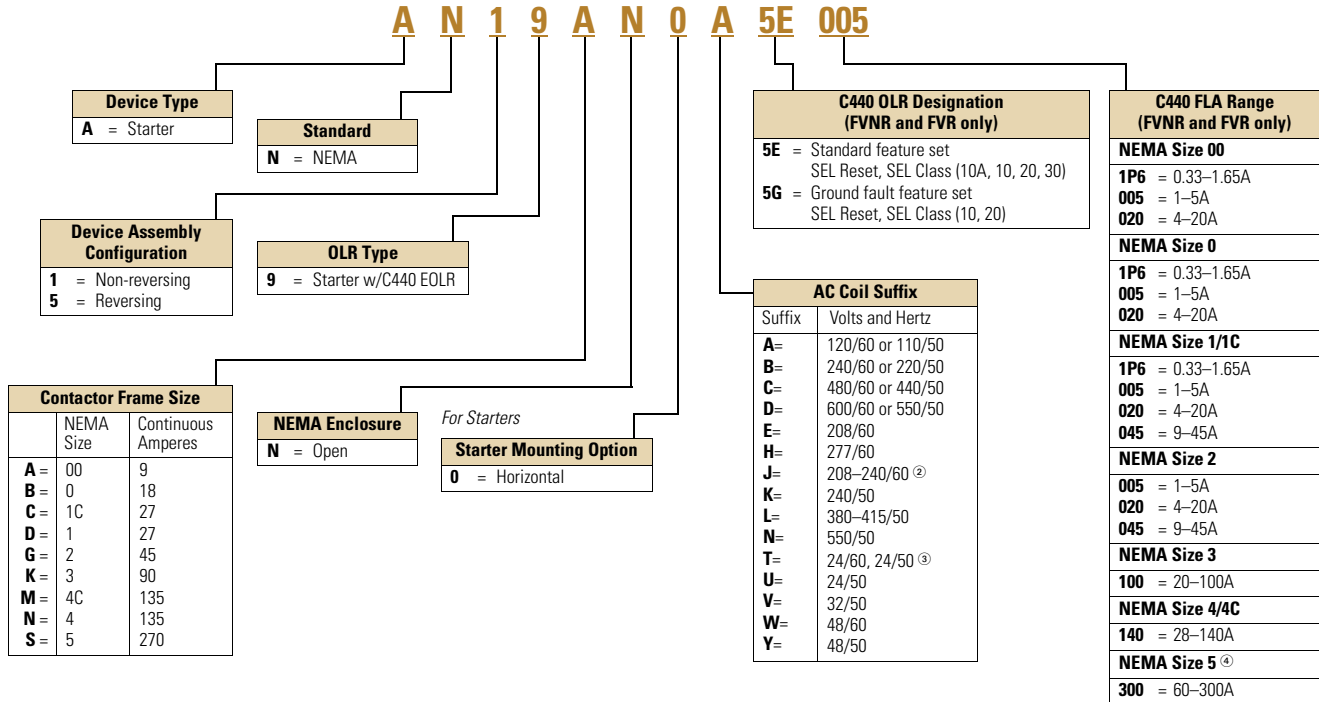 A N 1 9 A N 0 A 5E 005
Device Type
A = Starter
Standard
N = NEMA
Device Assembly
Configuration
1 = Non-reversing
5 = Reversing
OLR Type
9 = Starter w/C440 EOLR
Contactor Frame Size
NEMA Size Continuous Amperes
A = 00 9
B = 0 18
C = 1C 27
D = 1 27
G = 2 45
K = 3 90
M = 4C 135
N = 4 135
S = 5 270
NEMA Enclosure
N = Open
For Starters
Starter Mounting Option
0 = Horizontal
C440 OLR Designation
(FVNR and FVR only)
5E = Standard feature set
SEL Reset, SEL Class (10A, 10, 20, 30)
5G = Ground fault feature set
SEL Reset, SEL Class (10, 20)
AC Coil Suffix
Suffix Volts and Hertz
A= 120/60 or 110/50
B= 240/60 or 220/50
C= 480/60 or 440/50
D= 600/60 or 550/50
E= 208/60
H= 277/60
J= 208–240/60 ②
K= 240/50
L= 380–415/50
N= 550/50
T= 24/60, 24/50 ③
U= 24/50
V= 32/50
W= 48/60
Y= 48/50
C440 FLA Range
(FVNR and FVR only)
NEMA Size 00
1P6 = 0.33–1.65A
005 = 1–5A
020 = 4–20A
NEMA Size 0
1P6 = 0.33–1.65A
005 = 1–5A
020 = 4–20A
NEMA Size 1/1C
1P6 = 0.33–1.65A
005 = 1–5A
020 = 4–20A
045 = 9–45A
NEMA Size 2
005 = 1–5A
020 = 4–20A
045 = 9–45A
NEMA Size 3
100 = 20–100A
NEMA Size 4/4C
140 = 28–140A
NEMA Size 5 ④
300 = 60–300A